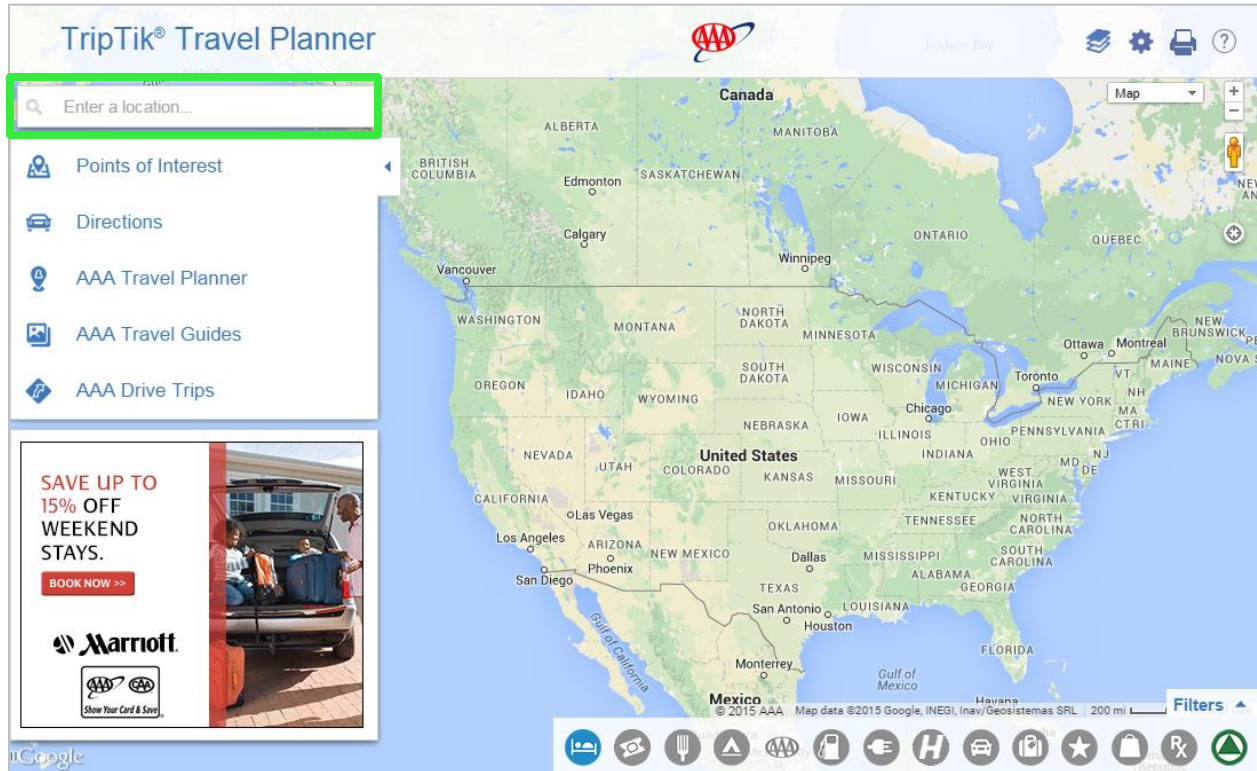 TripTik® Travel Planner
AAA
Hudson Bay
?
Enter a location...
Points of Interest
Directions
AAA Travel Planner
AAA Travel Guides
AAA Drive Trips
SAVE UP TO
15% OFF
WEEKEND
STAYS.
BOOK NOW >>
Marriott.
AAA CAA
Show Your Card & Save
Google
Map
+
−
Canada
ALBERTA
MANITOBA
BRITISH
COLUMBIA
Edmonton
SASKATCHEWAN
Calgary
ONTARIO
QUEBEC
Winnipeg
Vancouver
WASHINGTON
MONTANA
NORTH
DAKOTA
MINNESOTA
Ottawa
Montreal
NEW
BRUNSWICK
MAINE
NOVA
SOUTH
DAKOTA
WISCONSIN
MICHIGAN
Toronto
VT
NH
OREGON
IDAHO
WYOMING
NEW YORK
MA
CT RI
IOWA
Chicago
NEBRASKA
ILLINOIS
OHIO
PENNSYLVANIA
NEVADA
UTAH
United States
COLORADO
KANSAS
MISSOURI
INDIANA
WEST
VIRGINIA
MD
DE
NJ
KENTUCKY
VIRGINIA
CALIFORNIA
Las Vegas
OKLAHOMA
TENNESSEE
NORTH
CAROLINA
Los Angeles
ARIZONA
NEW MEXICO
Phoenix
Dallas
MISSISSIPPI
SOUTH
CAROLINA
San Diego
ALABAMA
TEXAS
GEORGIA
San Antonio
LOUISIANA
Houston
Gulf of California
FLORIDA
Monterrey
Gulf of
Mexico
Mexico
Havana
© 2015 AAA
Map data ©2015 Google, INEGI, Inav/Geosistemas SRL
200 mi
Filters
AAA
H
Rx